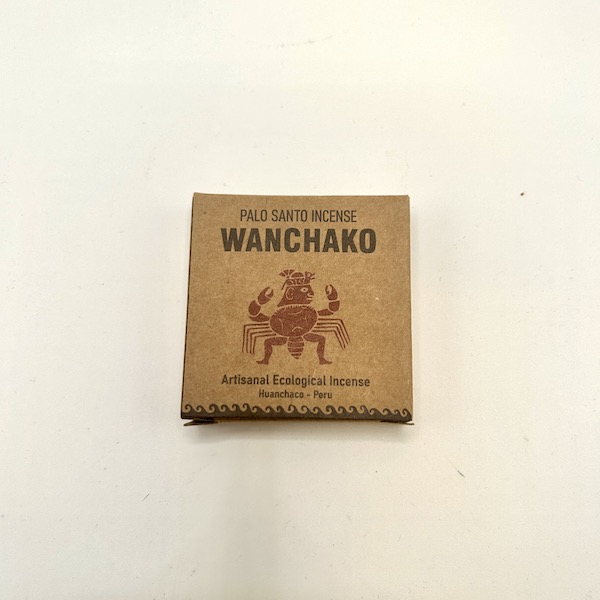 PALO SANTO INCENSE
WANCHAKO
Artisanal Ecological Incense
Huanchaco - Peru